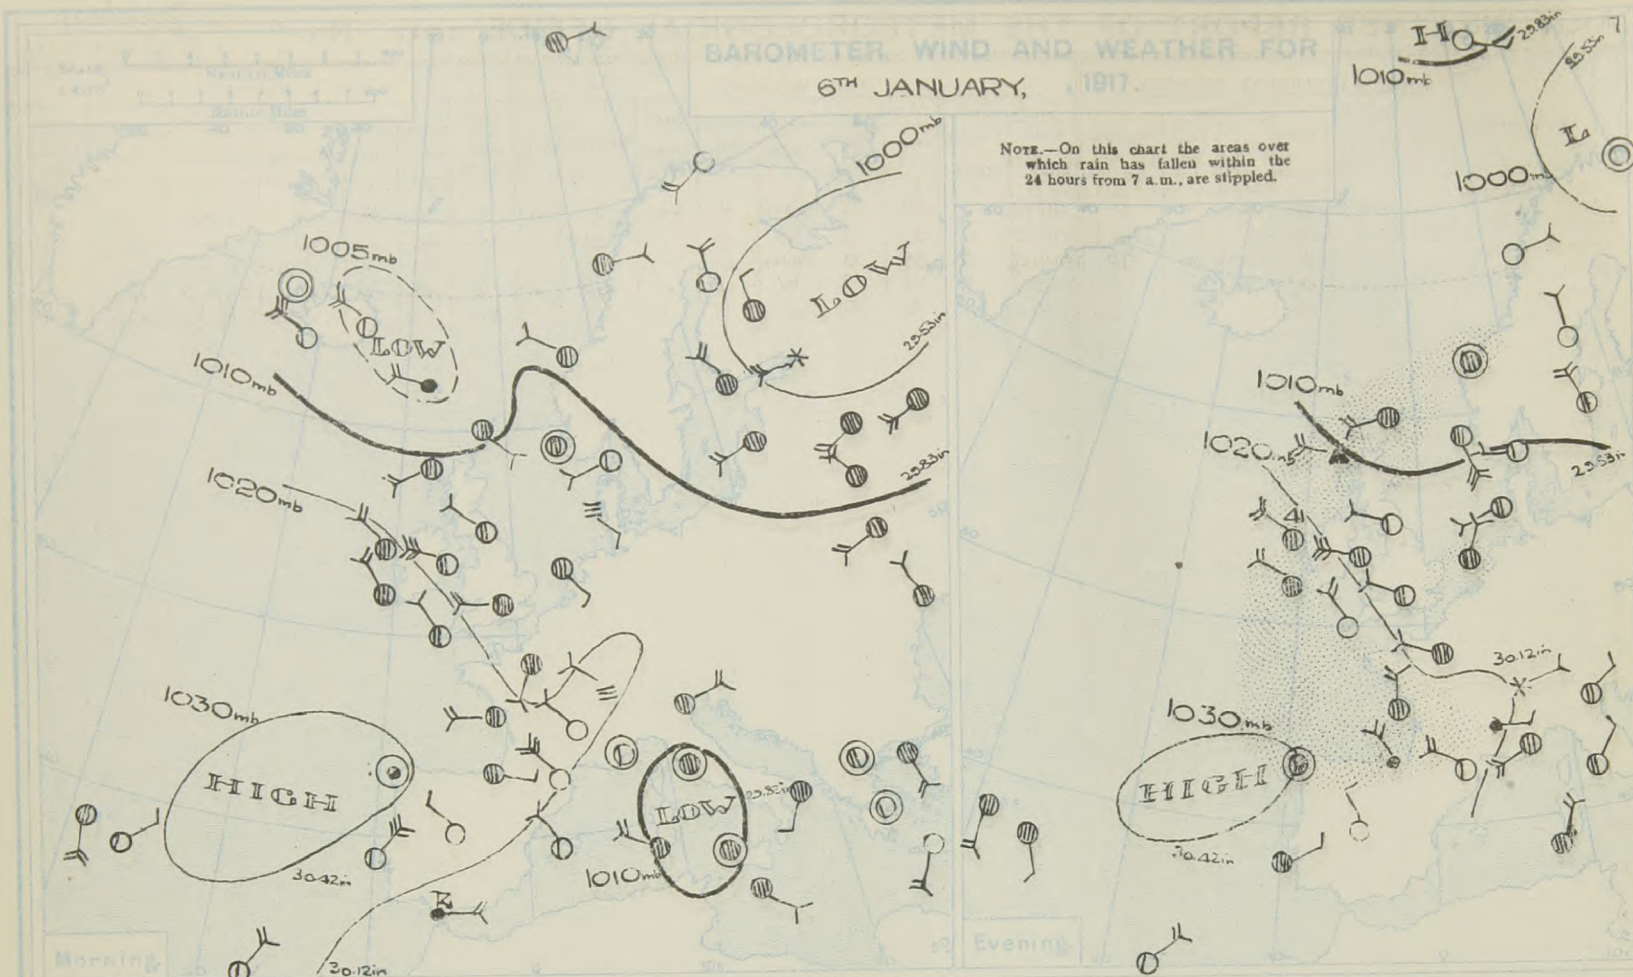 BAROMETER, WIND AND WEATHER FOR
6TH JANUARY, , 1917.
NOTE.—On this chart the areas over
which rain has fallen within the
24 hours from 7 a.m., are stippled.
7
1000mb
LOW
29.53in
1005mb
LOW
1010mb
29.83in
1020mb
1030mb
HIGH
30.42in
LOW
1010mb
30.12in
Morning
H
29.83in
1010mb
29.53in
L
1000mb
1010mb
1020mb
29.53in
30.12in
1030mb
HIGH
30.42in
Evening